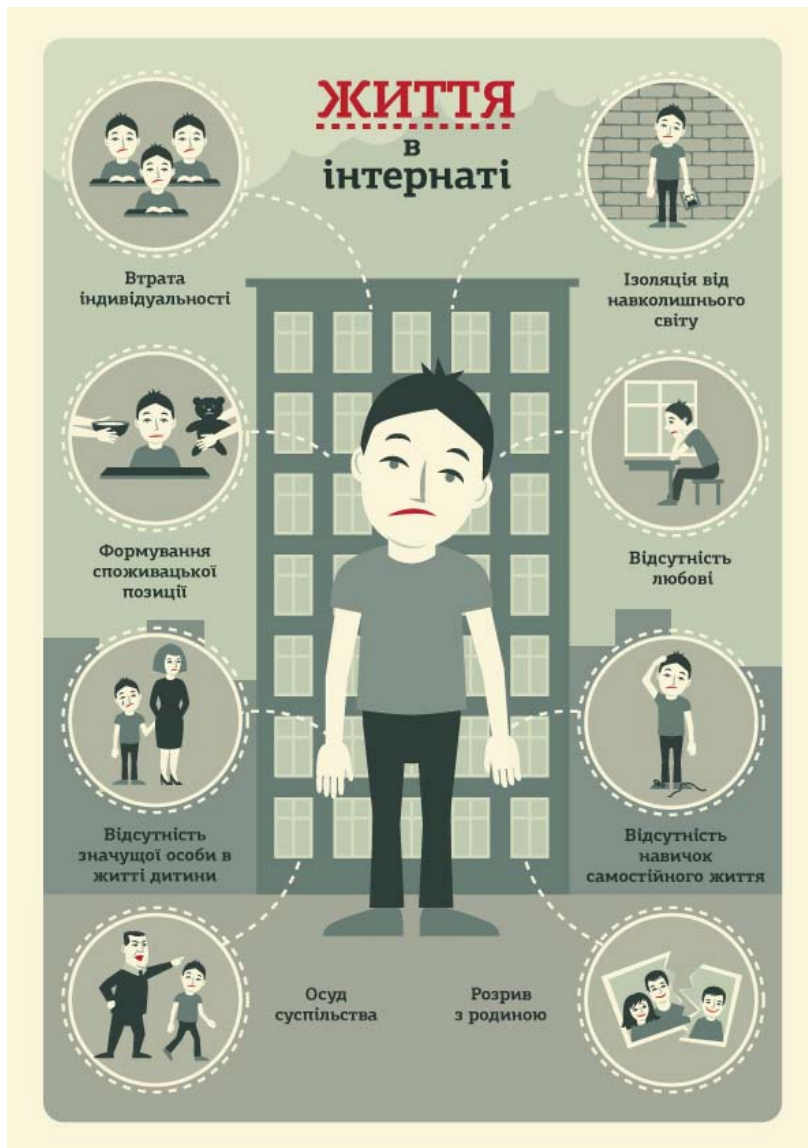 ЖИТТЯ
в
інтернаті
Втрата
індивідуальності
Ізоляція від
навколишнього
світу
Формування
споживацької
позиції
Відсутність
любові
Відсутність
значущої особи в
житті дитини
Відсутність
навичок
самостійного життя
Осуд
суспільства
Розрив
з родиною